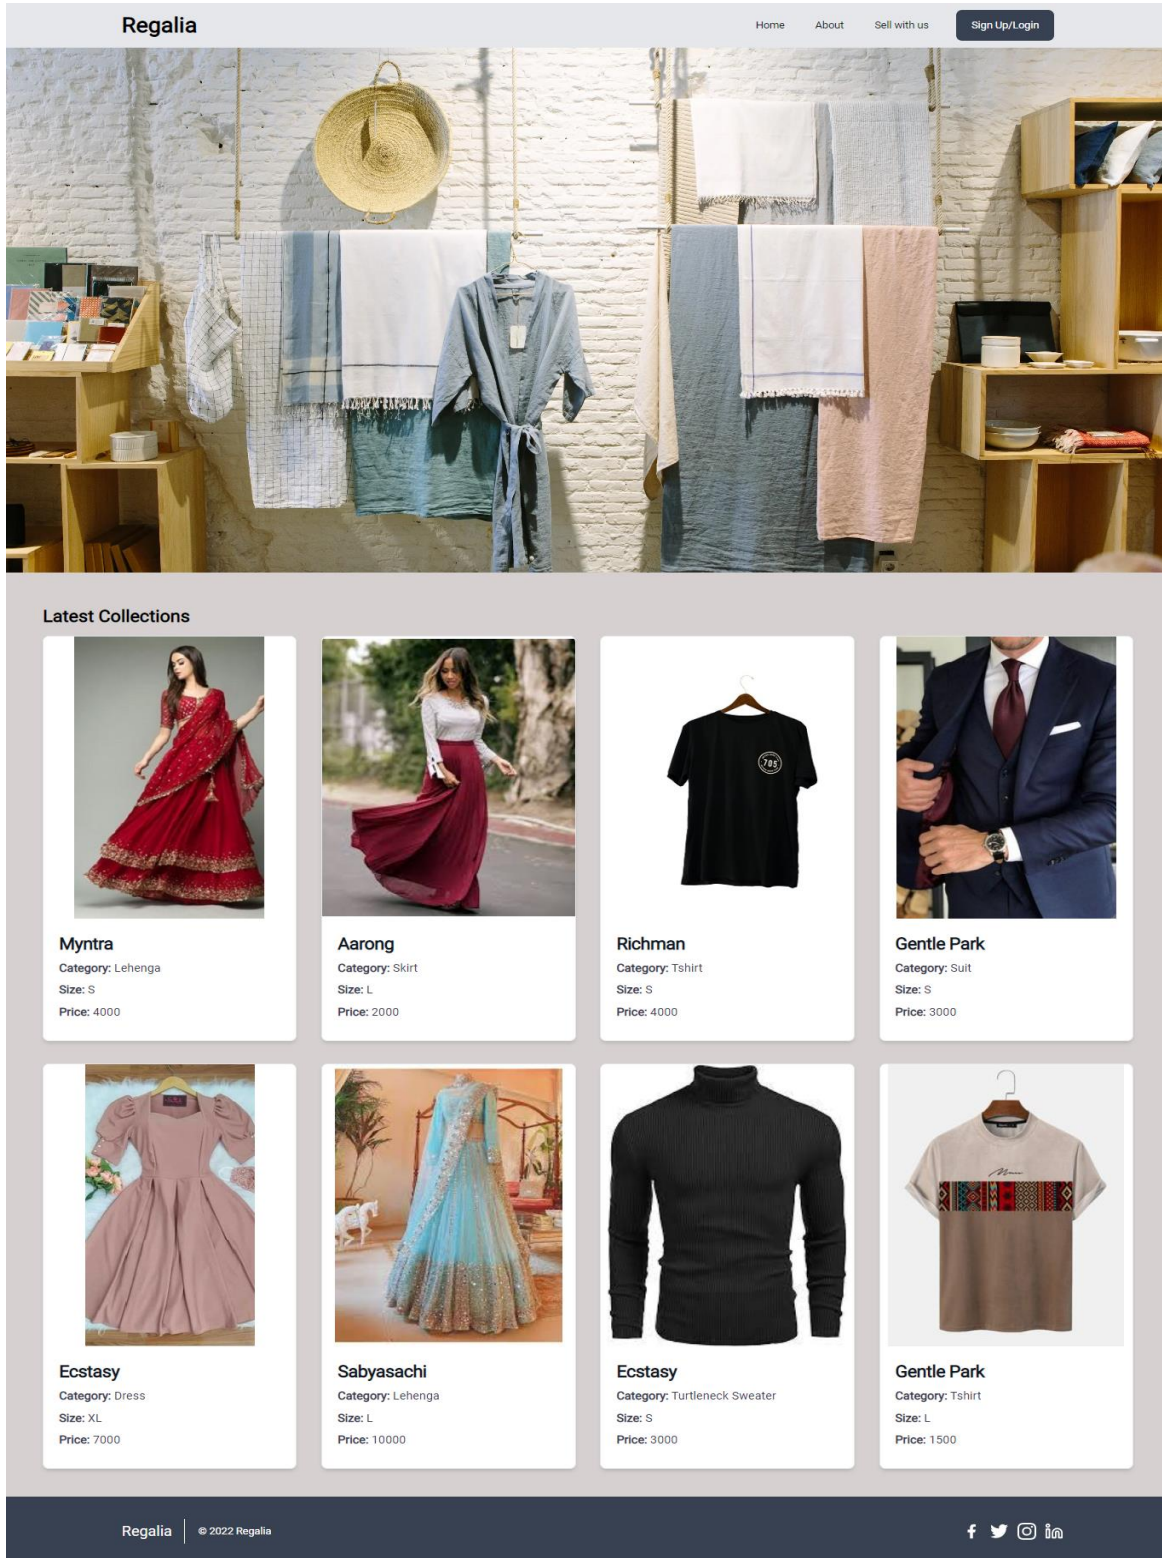 Regalia
Home About Sell with us Sign Up/Login
Latest Collections
Myntra
Category: Lehenga
Size: S
Price: 4000
Aarong
Category: Skirt
Size: L
Price: 2000
705
Richman
Category: Tshirt
Size: S
Price: 4000
Gentle Park
Category: Suit
Size: S
Price: 3000
Ecstasy
Category: Dress
Size: XL
Price: 7000
Sabyasachi
Category: Lehenga
Size: L
Price: 10000
Ecstasy
Category: Turtleneck Sweater
Size: S
Price: 3000
Gentle Park
Category: Tshirt
Size: L
Price: 1500
Regalia
© 2022 Regalia